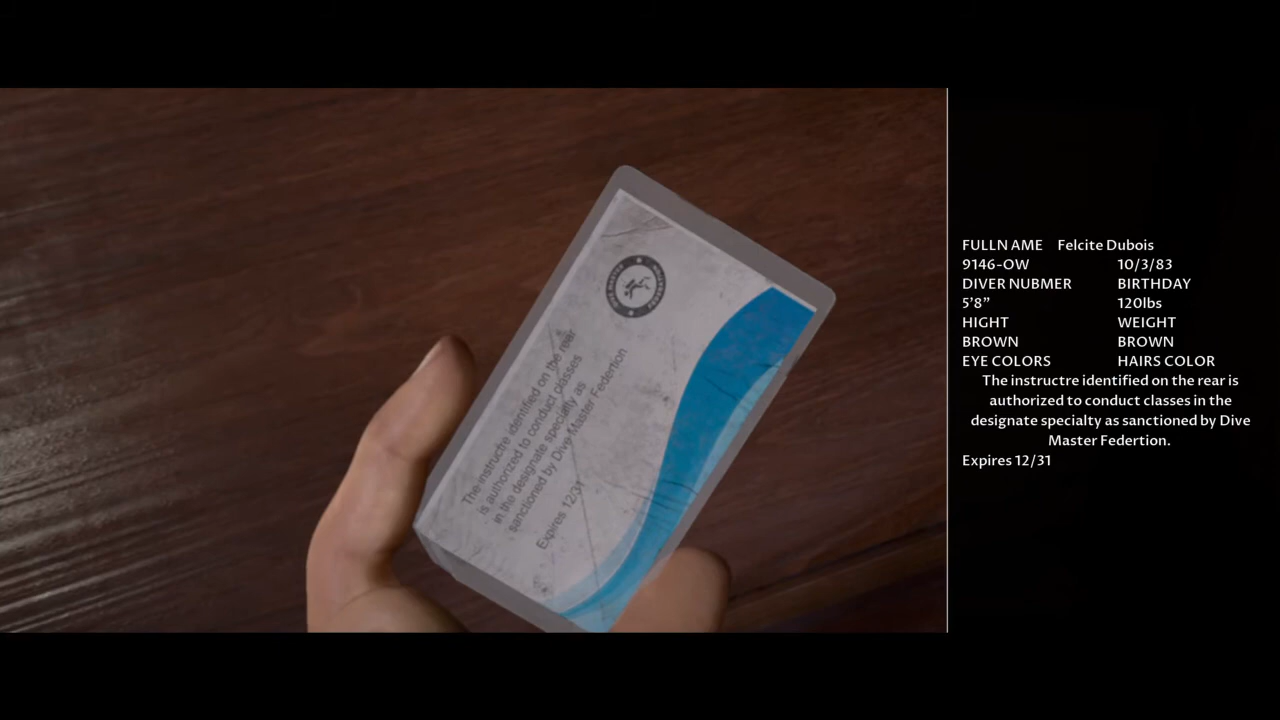 The instructre identified on the rear
is authorized to conduct classes
in the designate specialty as
sanctioned by Dive Master Federtion
Expires 12/31
FULLN AME Felcite Dubois
9146-OW 10/3/83
DIVER NUBMER BIRTHDAY
5'8” 120lbs
HIGHT WEIGHT
BROWN BROWN
EYE COLORS HAIRS COLOR
The instructre identified on the rear is
authorized to conduct classes in the
designate specialty as sanctioned by Dive
Master Federtion.
Expires 12/31